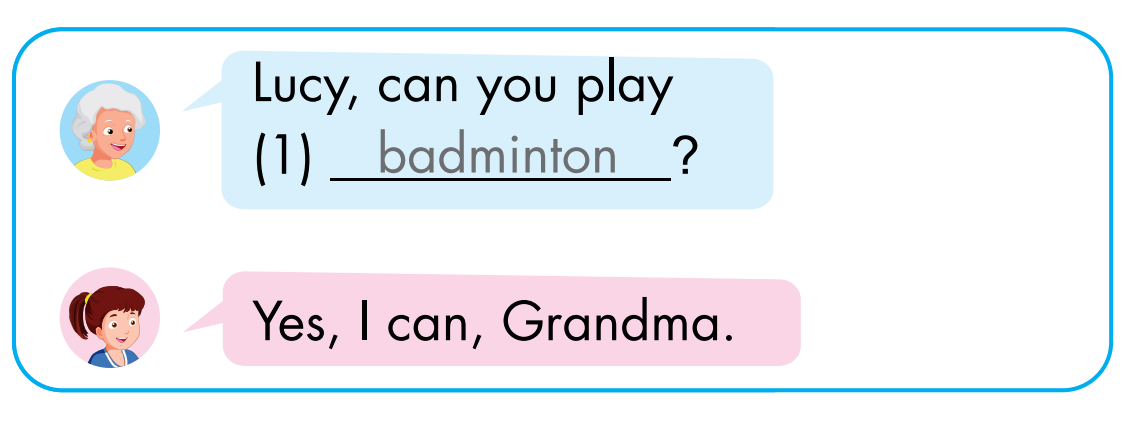 Lucy, can you play
(1) badminton ?
Yes, I can, Grandma.